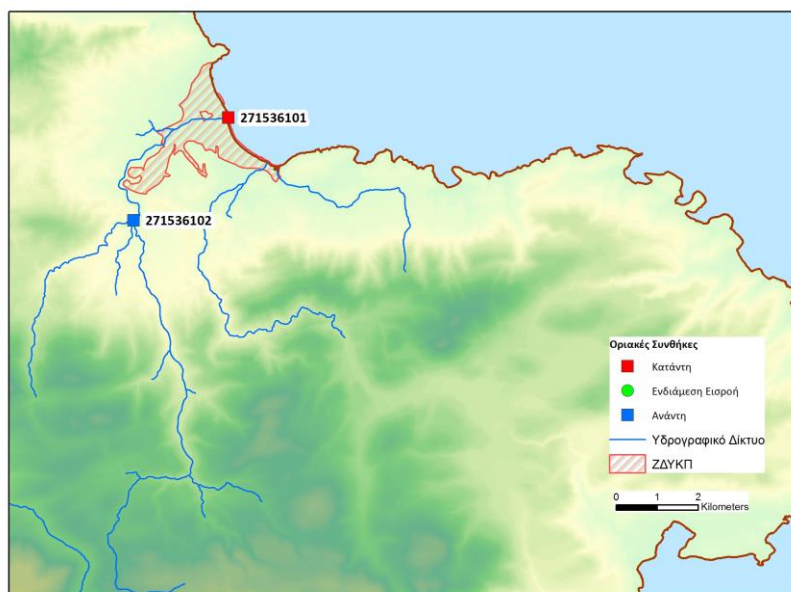 271536101
271536102
Οριακές Συνθήκες
Κατάντη
Ενδιάμεση Εισροή
Ανάντη
Υδρογραφικό Δίκτυο
ΖΔΥΚΠ
0 1 2
Kilometers